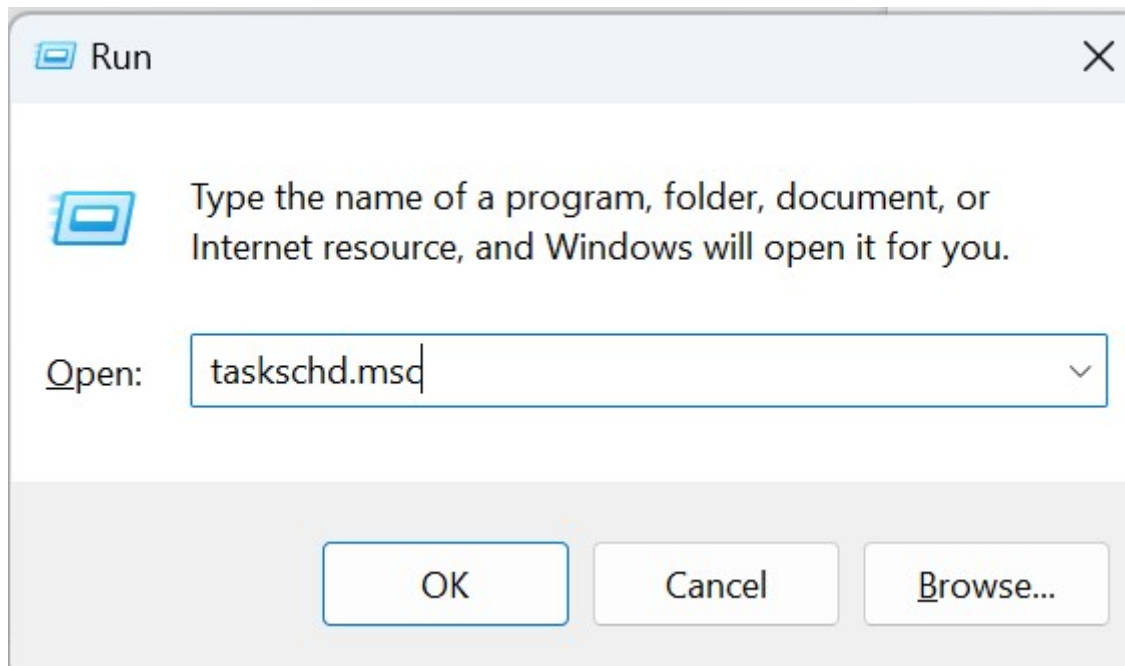 Run
Type the name of a program, folder, document, or
Internet resource, and Windows will open it for you.
Open: taskschd.msc
OK Cancel Browse...